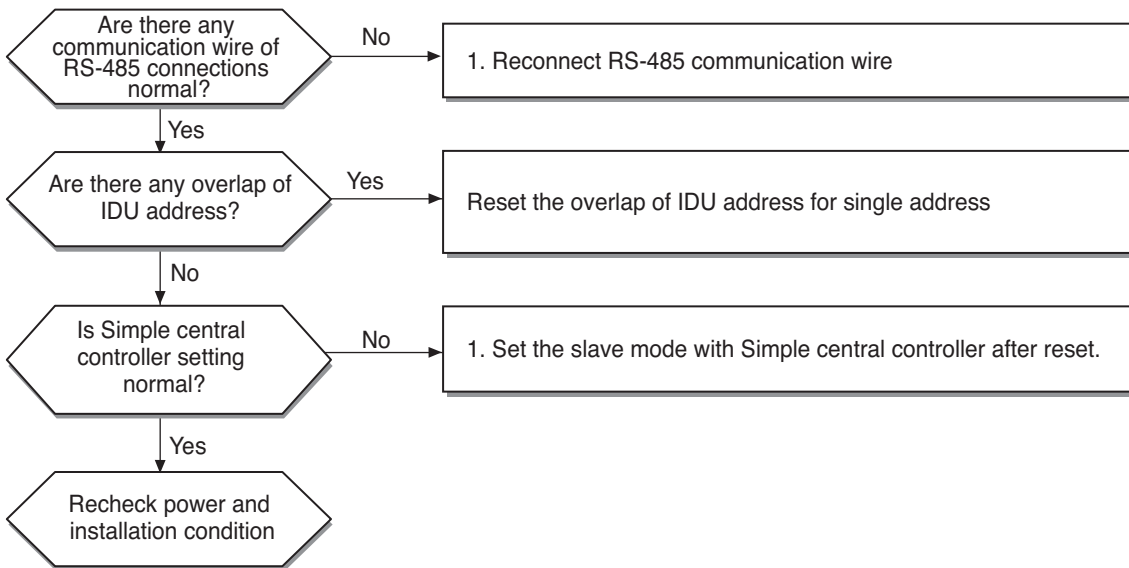 Are there any
communication wire of
RS-485 connections
normal?
No
1. Reconnect RS-485 communication wire
Yes
Are there any overlap of
IDU address?
Yes
Reset the overlap of IDU address for single address
No
Is Simple central
controller setting
normal?
No
1. Set the slave mode with Simple central controller after reset.
Yes
Recheck power and
installation condition